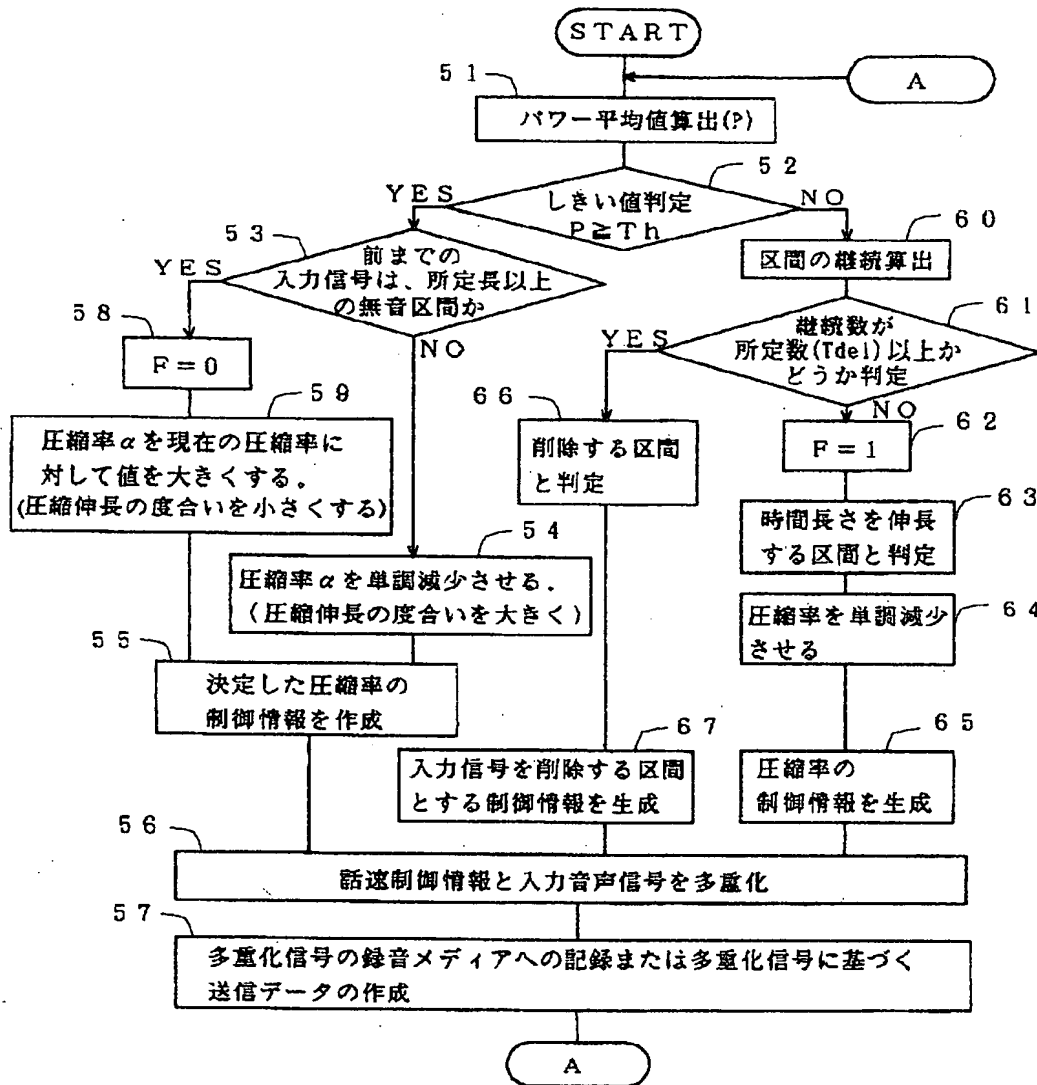 START
A
51
パワー平均値算出(P)
52
YES
NO
しきい値判定
P≧Th
53
60
前までの
入力信号は、所定長以上
の無音区間か
YES
NO
区間の継続算出
61
継続数が
所定数(Tdel)以上か
どうか判定
YES
NO
58
F=0
59
圧縮率αを現在の圧縮率に
対して値を大きくする。
(圧縮伸長の度合いを小さくする)
66
削除する区間
と判定
62
F=1
63
時間長さを伸長
する区間と判定
54
圧縮率αを単調減少させる.
(圧縮伸長の度合いを大きく)
64
圧縮率を単調減少
させる
55
決定した圧縮率の
制御情報を作成
67
入力信号を削除する区間
とする制御情報を生成
65
圧縮率の
制御情報を生成
56
話速制御情報と入力音声信号を多重化
57
多重化信号の録音メディアへの記録または多重化信号に基づく
送信データの作成
A